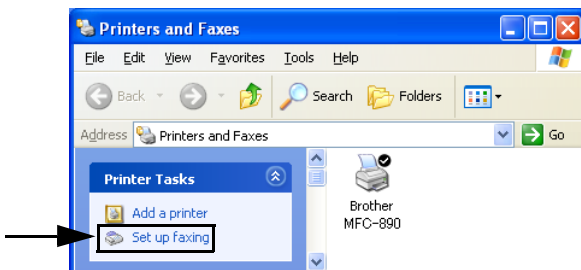 Printers and Faxes
File Edit View Favorites Tools Help
Back Search Folders
Address Printers and Faxes Go
Printer Tasks
Add a printer
Set up faxing
Brother
MFC-890